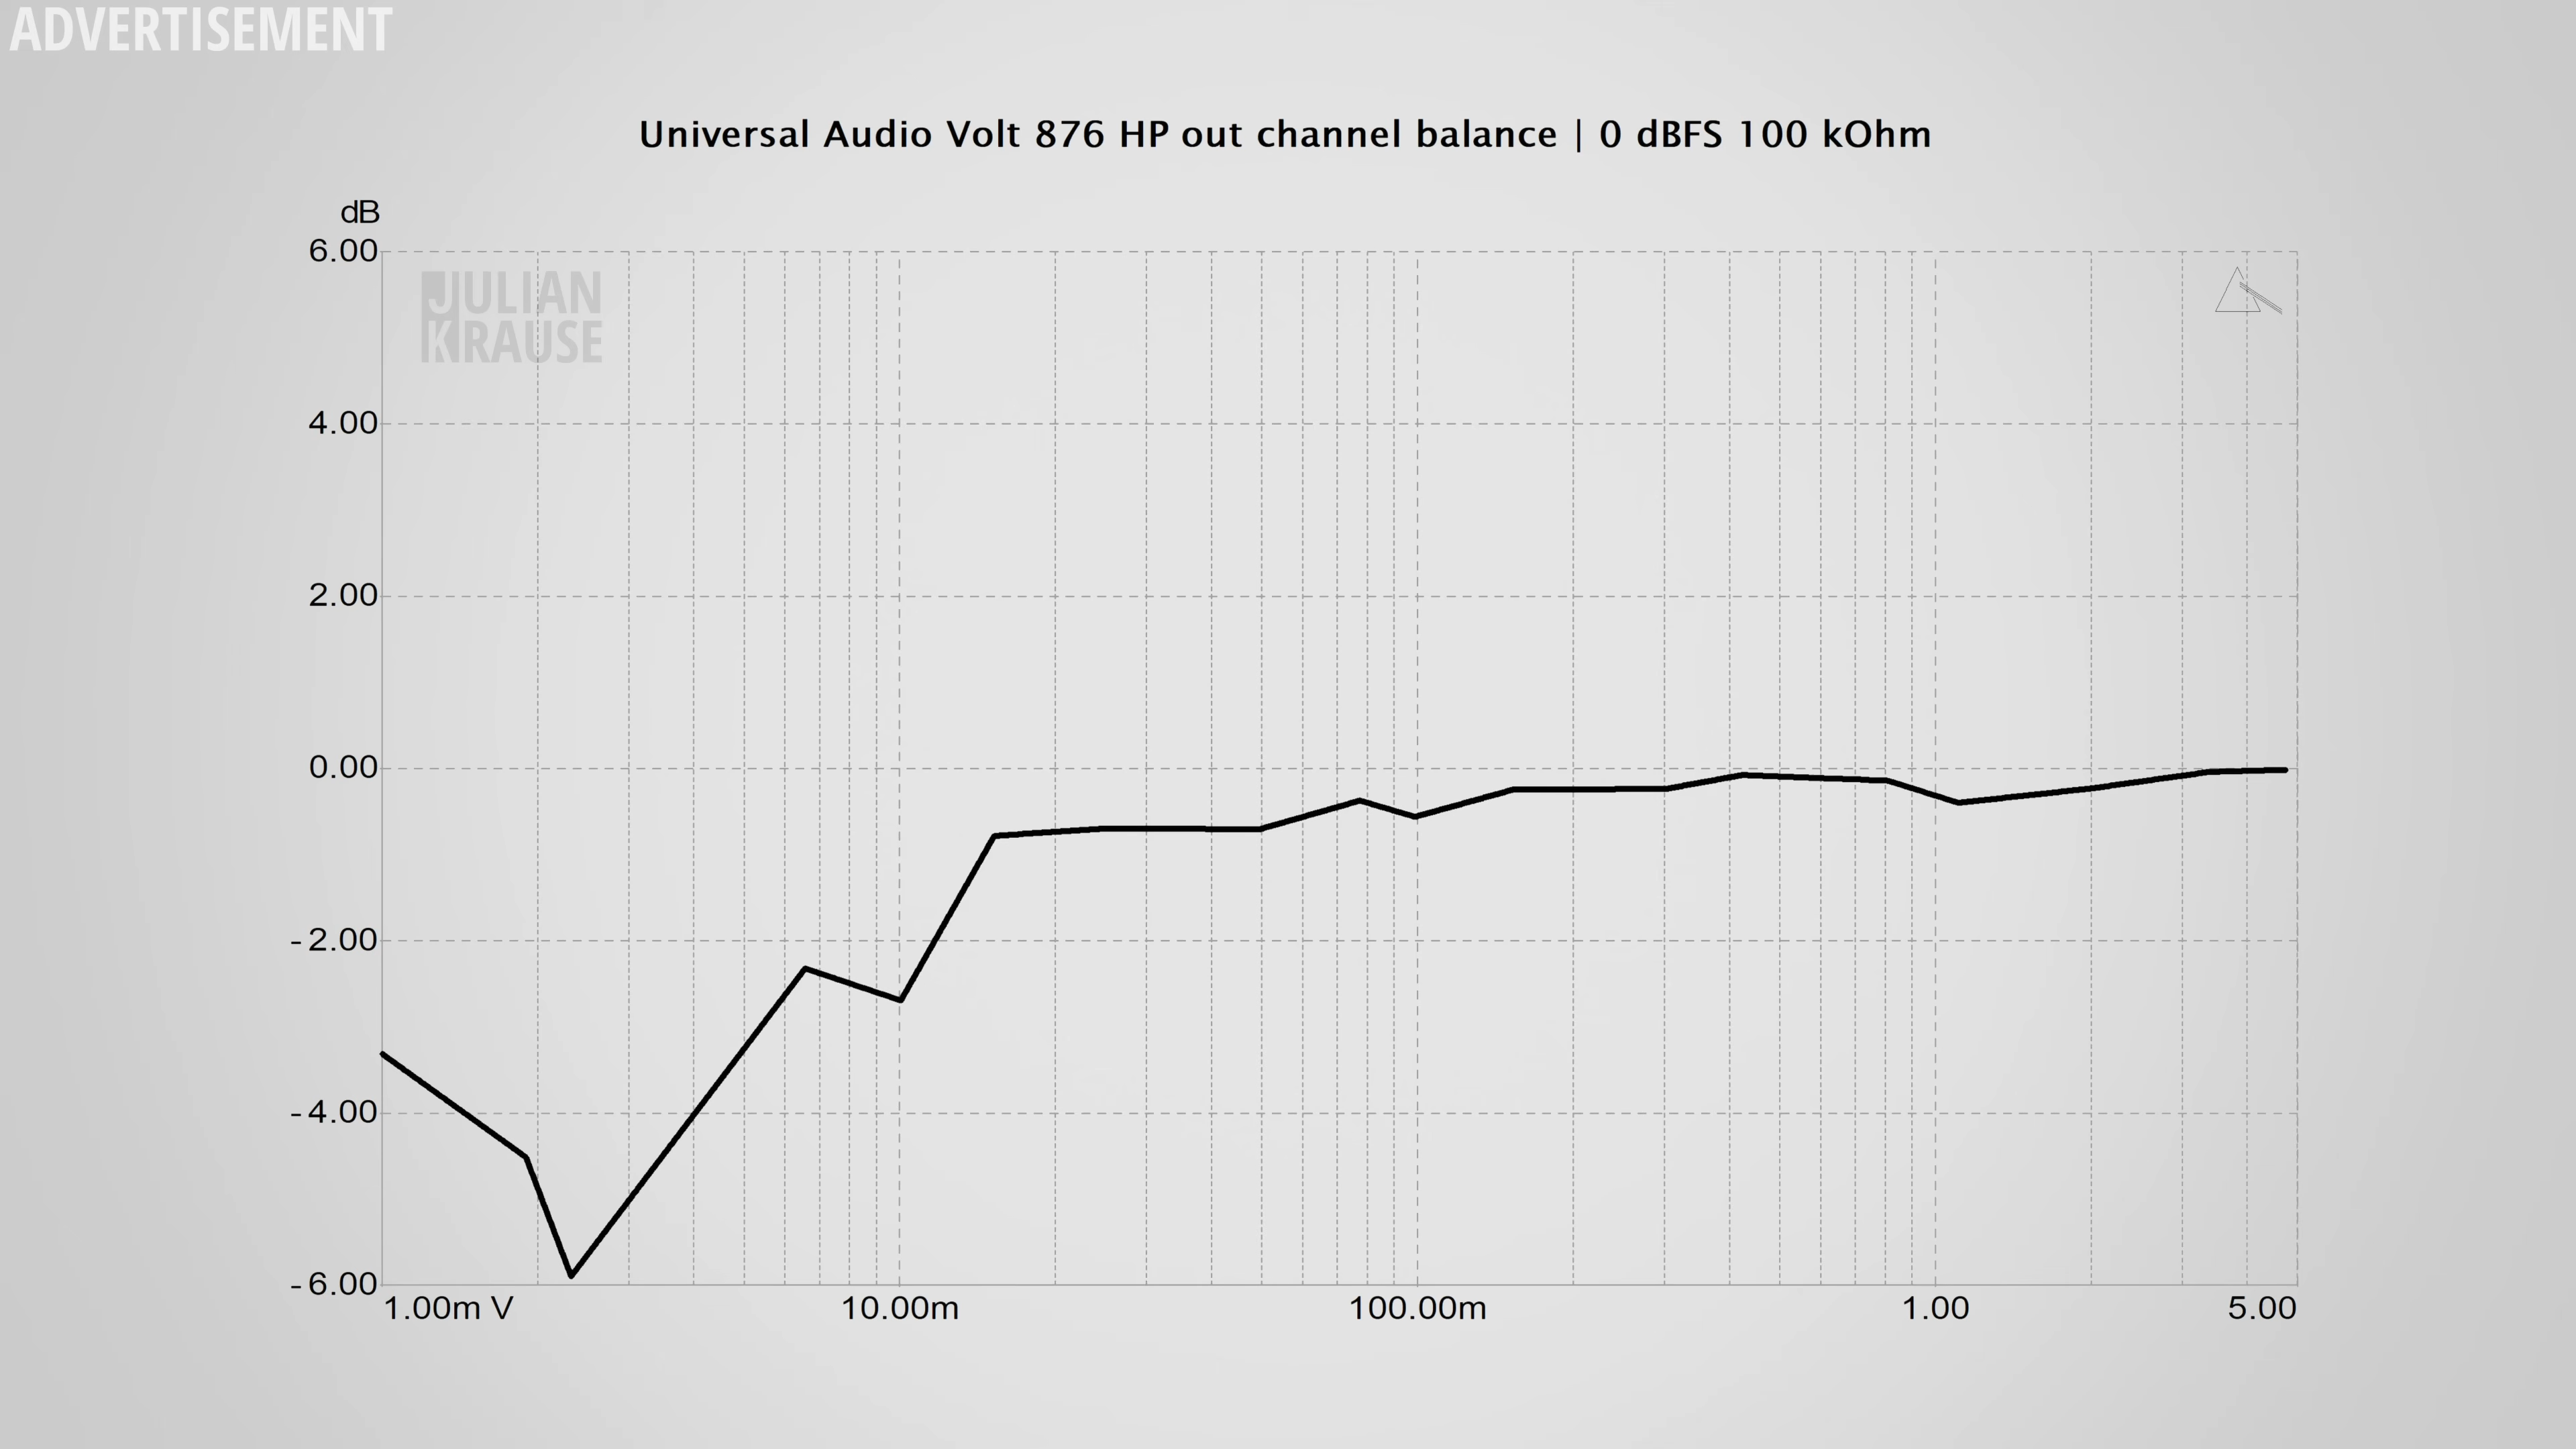 ADVERTISEMENT
Universal Audio Volt 876 HP out channel balance | 0 dBFS 100 kOhm
dB
6.00
JULIAN
KRAUSE
4.00
2.00
0.00
-2.00
-4.00
-6.00
1.00m V 10.00m 100.00m 1.00 5.00